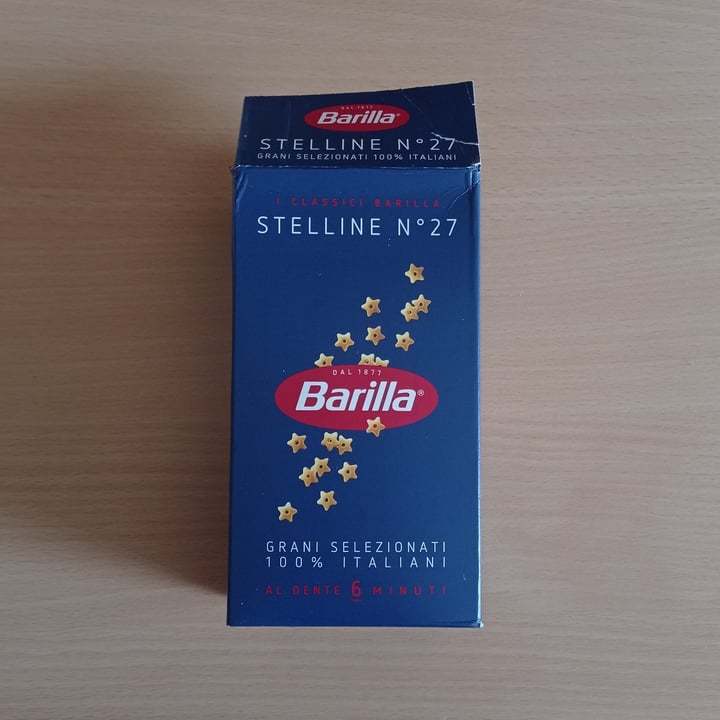 DAL 1877
Barilla®
STELLINE N°27
GRANI SELEZIONATI 100% ITALIANI
I CLASSICI BARILLA
STELLINE N°27
DAL 1877
Barilla®
GRANI SELEZIONATI
100% ITALIANI
AL DENTE 6 MINUTI